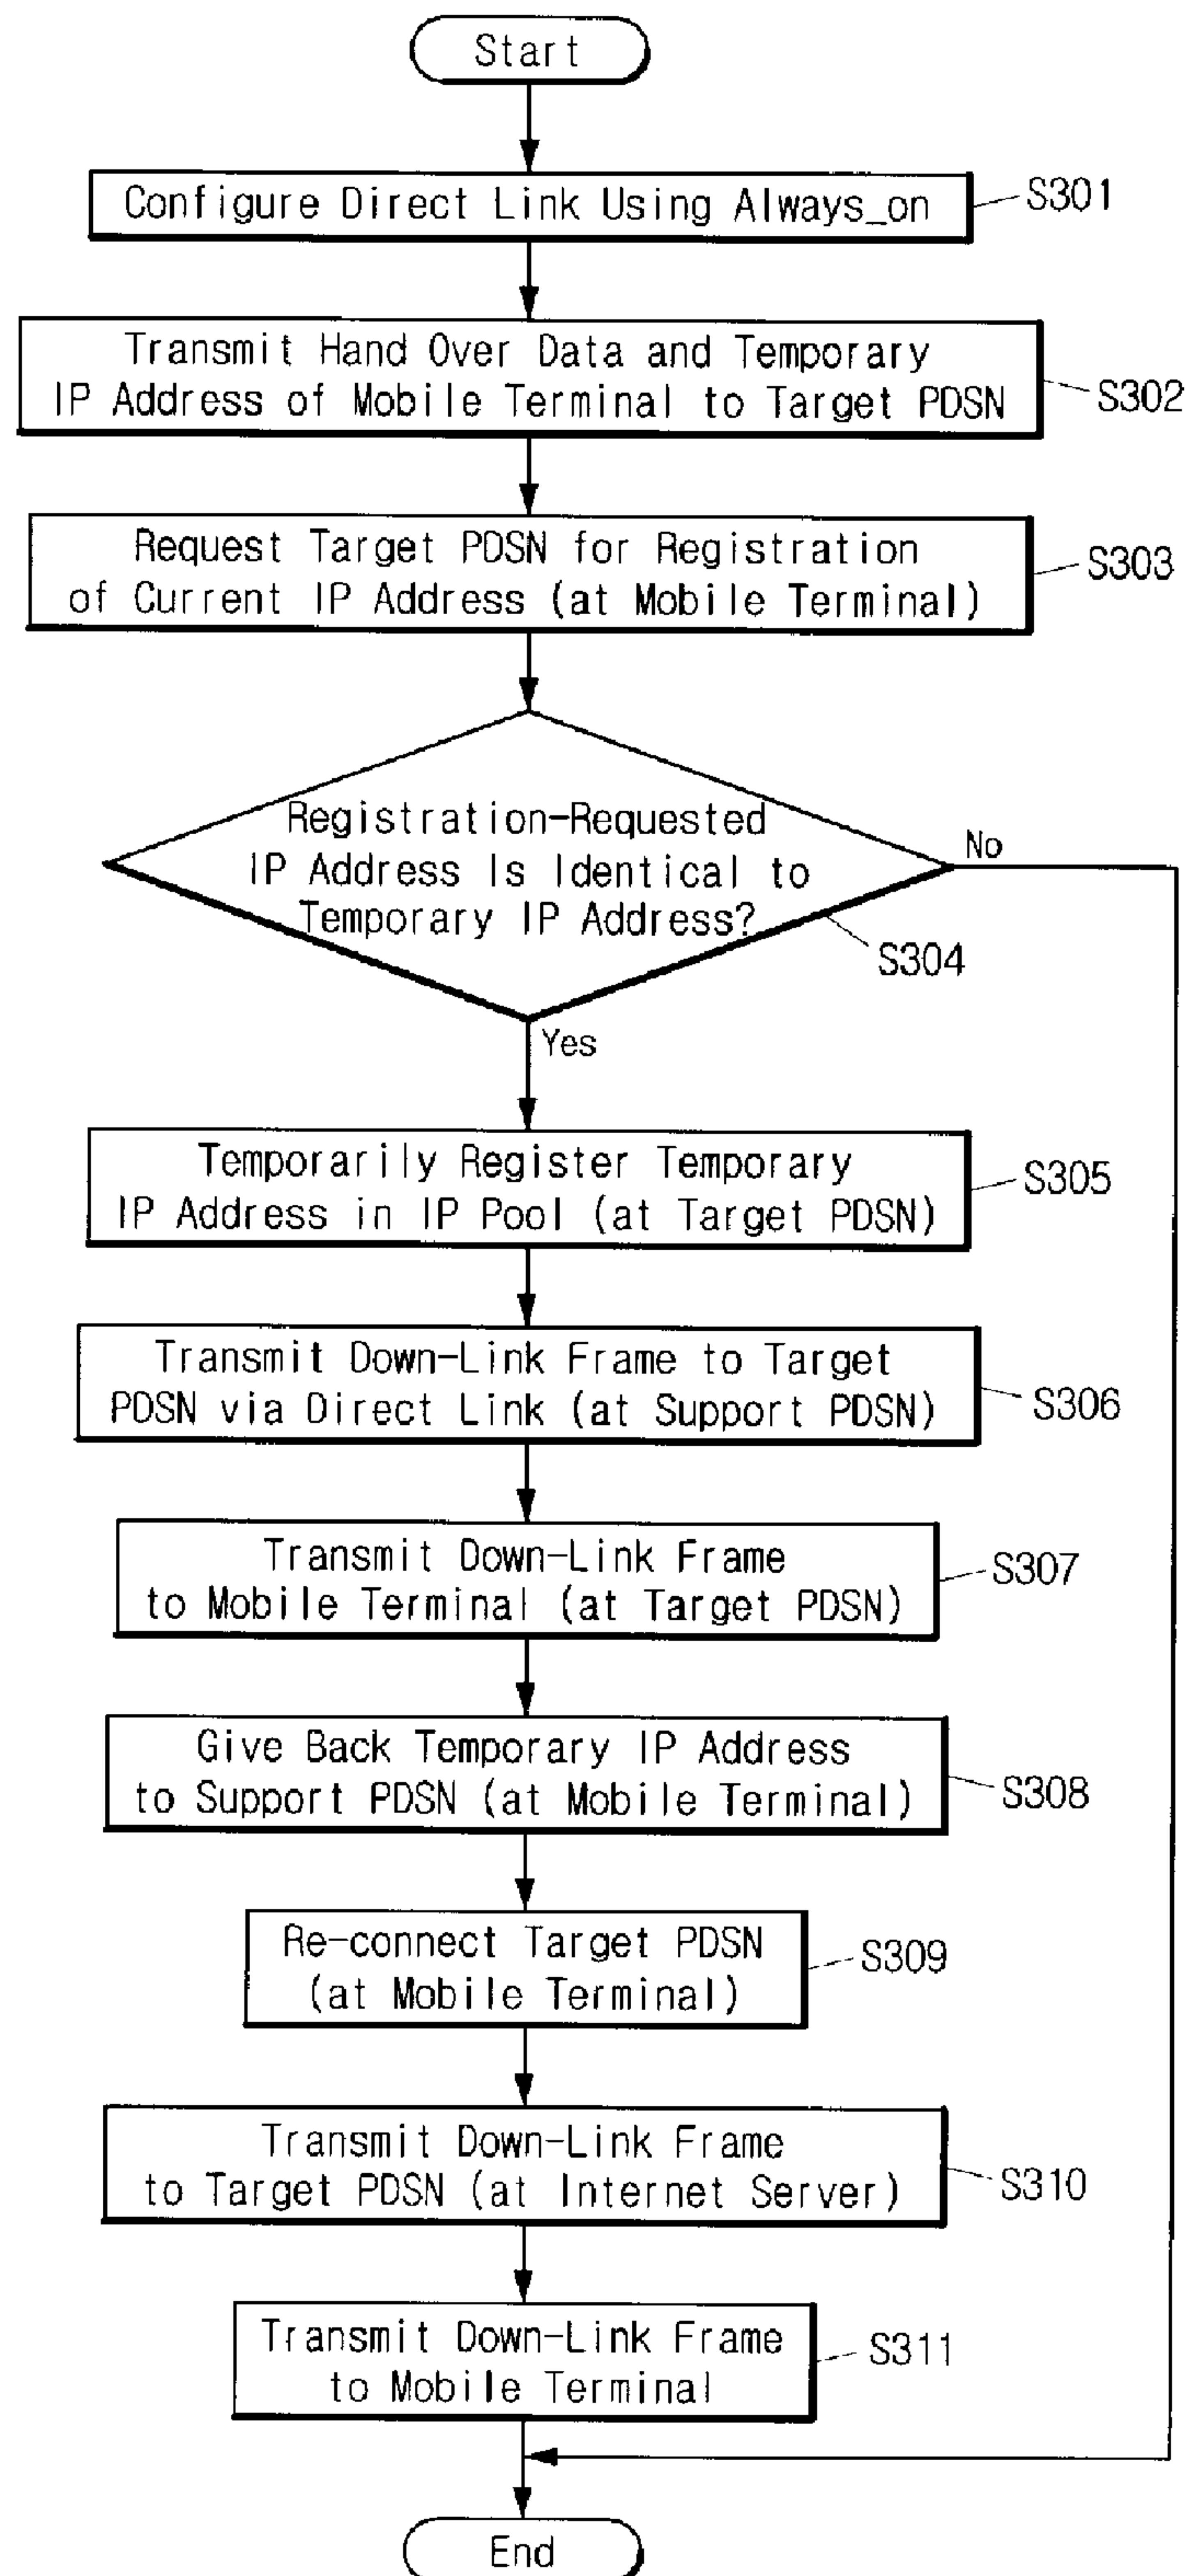 Start
Configure Direct Link Using Always_on
S301
Transmit Hand Over Data and Temporary
IP Address of Mobile Terminal to Target PDSN
S302
Request Target PDSN for Registration
of Current IP Address (at Mobile Terminal)
S303
Registration-Requested
IP Address Is Identical to
Temporary IP Address?
No
S304
Yes
Temporarily Register Temporary
IP Address in IP Pool (at Target PDSN)
S305
Transmit Down-Link Frame to Target
PDSN via Direct Link (at Support PDSN)
S306
Transmit Down-Link Frame
to Mobile Terminal (at Target PDSN)
S307
Give Back Temporary IP Address
to Support PDSN (at Mobile Terminal)
S308
Re-connect Target PDSN
(at Mobile Terminal)
S309
Transmit Down-Link Frame
to Target PDSN (at Internet Server)
S310
Transmit Down-Link Frame
to Mobile Terminal
S311
End